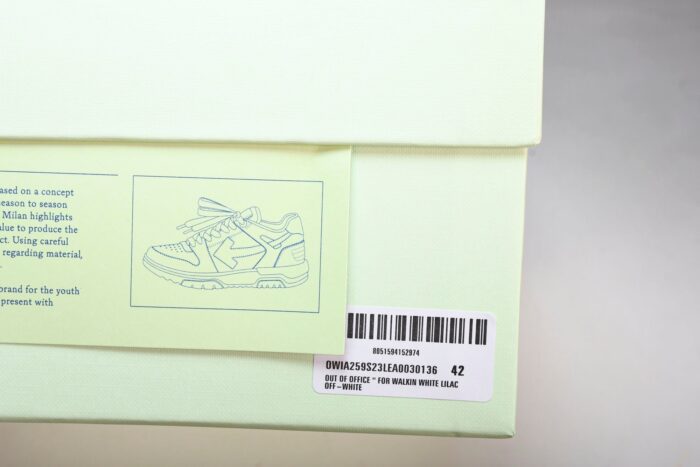 ased on a concept
eason to season
Milan highlights
alue to produce the
ct. Using careful
regarding material,
.
brand for the youth
present with
8051594152974
OWIA259S23LEA0030136 42
OUT OF OFFICE " FOR WALKIN WHITE LILAC
OFF-WHITE